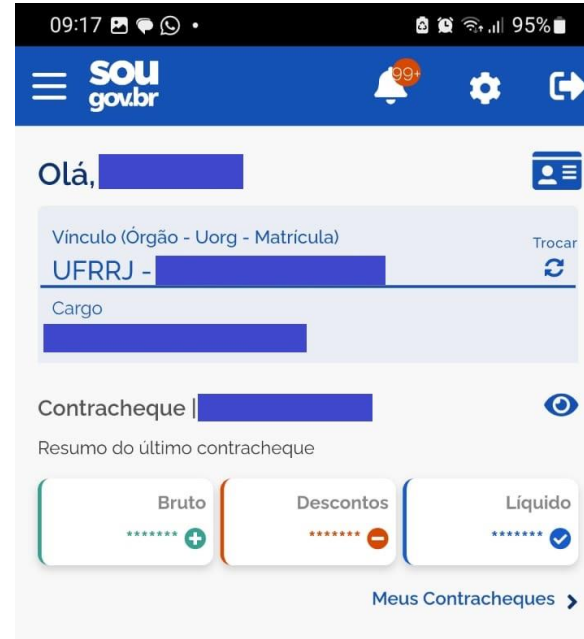 09:17 95%
sou
gov.br
99+
Olá,
Vínculo (Órgão - Uorg - Matrícula)
Trocar
UFRRJ -
Cargo
Contracheque |
Resumo do último contracheque
Bruto Descontos Líquido
******* ******* *******
Meus Contracheques